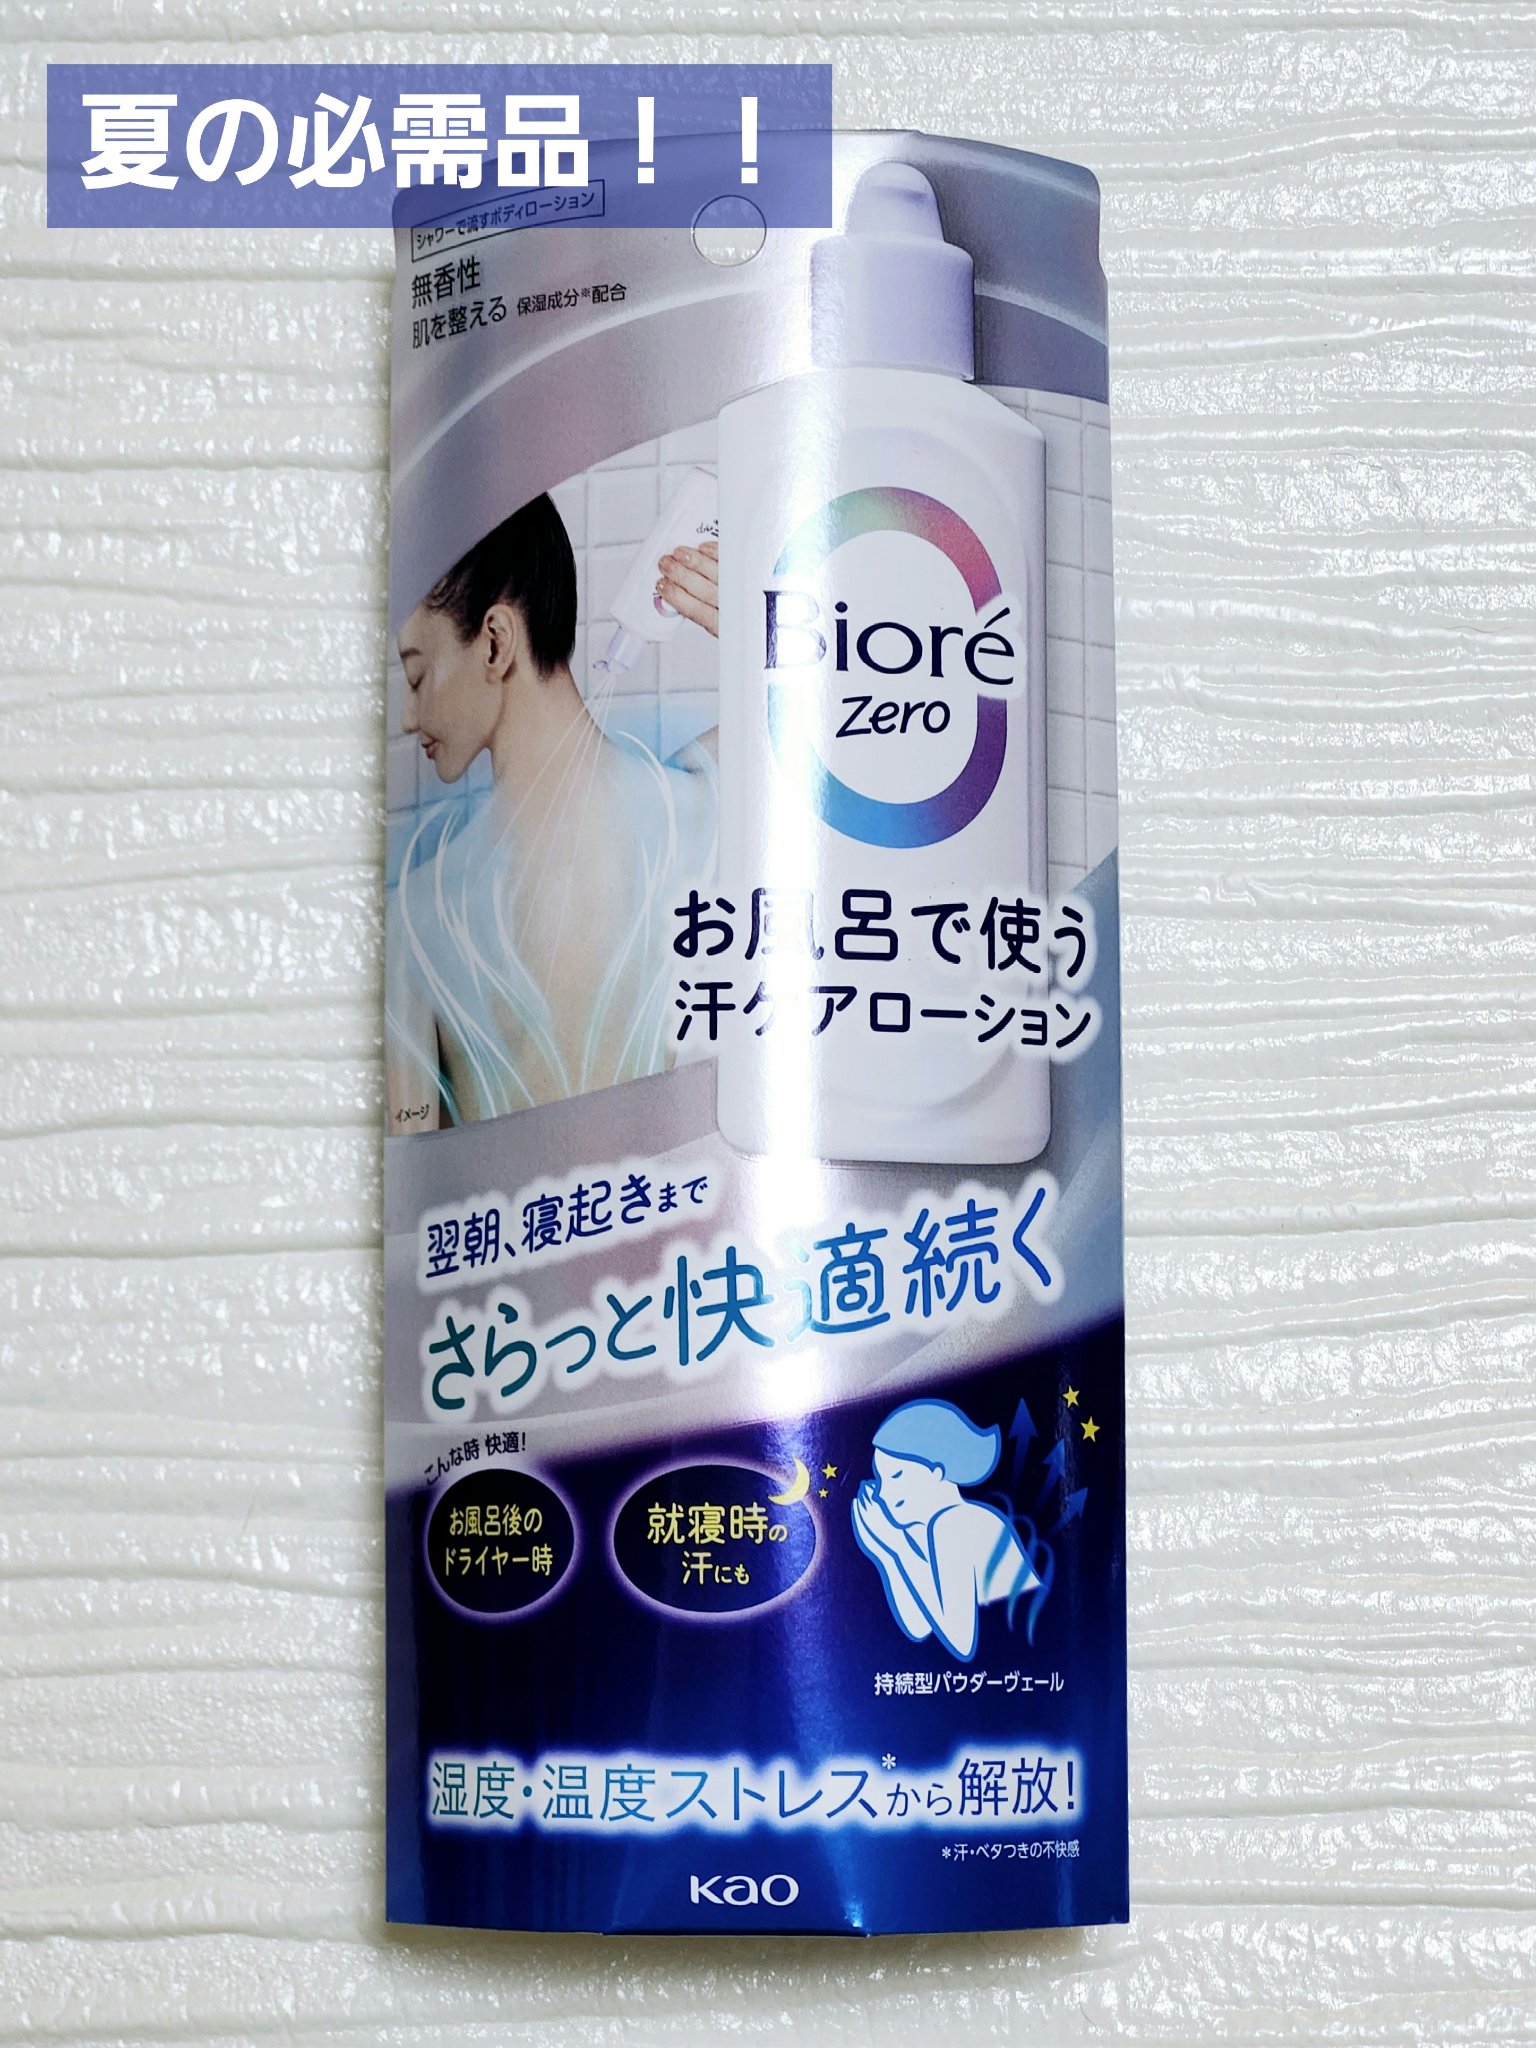 夏の必需品！！
シャワーで流すボディローション
無香性
肌を整える 保湿成分※配合
Bioré
zero
お風呂で使う
汗ケアローション
イメージ
翌朝、寝起きまで
さらっと快適続く
こんな時 快適！
お風呂後の
ドライヤー時
就寝時の
汗にも
持続型パウダーヴェール
湿度・温度ストレス*から解放！
*汗・ベタつきの不快感
Kao